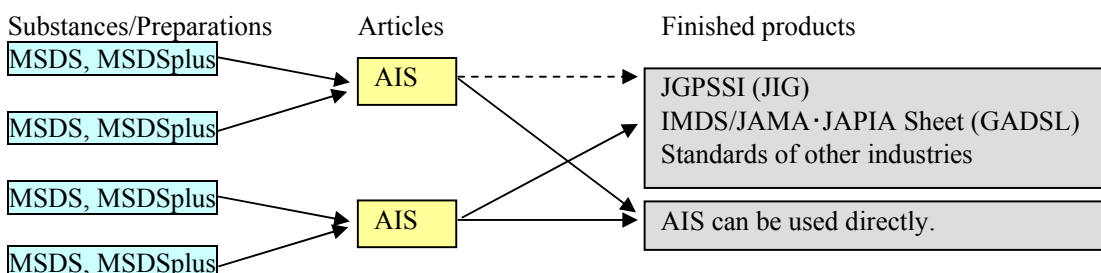 Substances/Preparations Articles Finished products
MSDS, MSDSplus
MSDS, MSDSplus
MSDS, MSDSplus
MSDS, MSDSplus
AIS
AIS
JGPSSI (JIG)
IMDS/JAMA･JAPIA Sheet (GADSL)
Standards of other industries
AIS can be used directly.